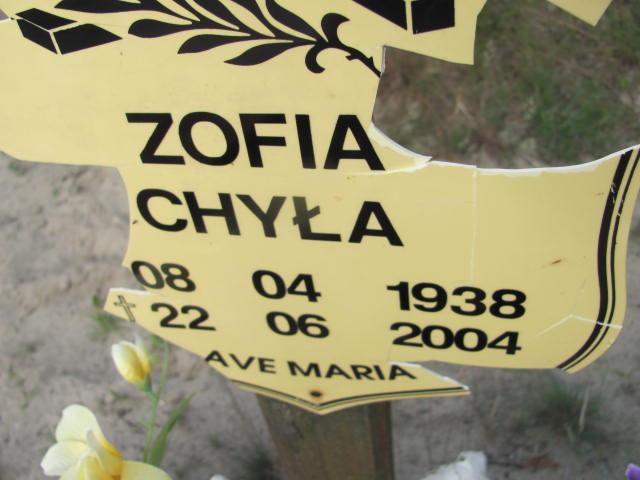 ZOFIA
CHYŁA
08 04 1938
22 06 2004
AVE MARIA